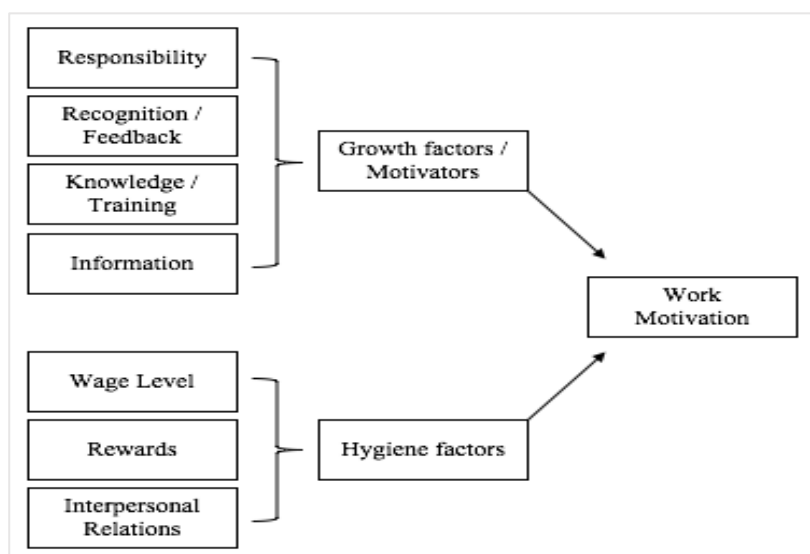 Responsibility
Recognition /
Feedback
Knowledge /
Training
Information
Growth factors /
Motivators
Work
Motivation
Wage Level
Rewards
Interpersonal
Relations
Hygiene factors